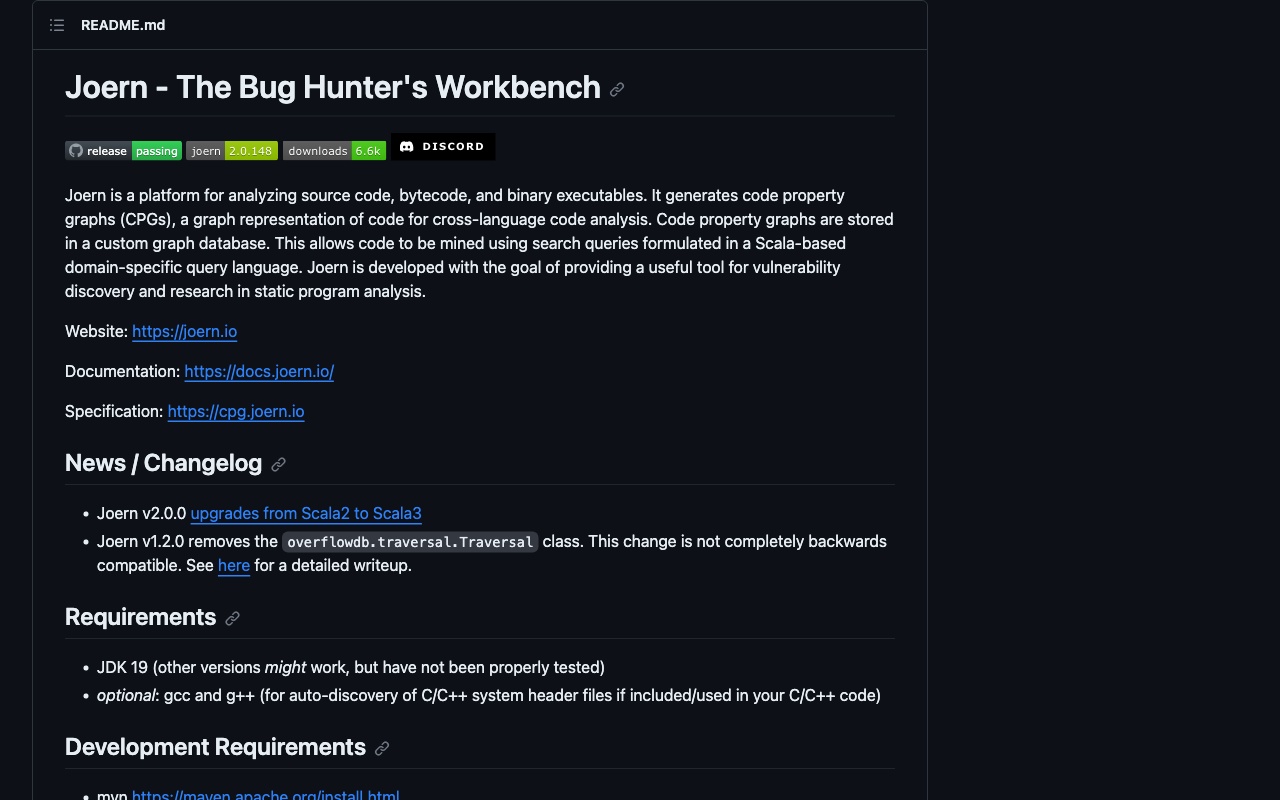 README.md
Joern - The Bug Hunter's Workbench
release passing joern 2.0.148 downloads 6.6k DISCORD
Joern is a platform for analyzing source code, bytecode, and binary executables. It generates code property
graphs (CPGs), a graph representation of code for cross-language code analysis. Code property graphs are stored
in a custom graph database. This allows code to be mined using search queries formulated in a Scala-based
domain-specific query language. Joern is developed with the goal of providing a useful tool for vulnerability
discovery and research in static program analysis.
Website: https://joern.io
Documentation: https://docs.joern.io/
Specification: https://cpg.joern.io
News / Changelog
• Joern v2.0.0 upgrades from Scala2 to Scala3
• Joern v1.2.0 removes the overflowdb.traversal.Traversal class. This change is not completely backwards
compatible. See here for a detailed writeup.
Requirements
• JDK 19 (other versions might work, but have not been properly tested)
• optional: gcc and g++ (for auto-discovery of C/C++ system header files if included/used in your C/C++ code)
Development Requirements
• mvn https://maven.apache.org/install.html